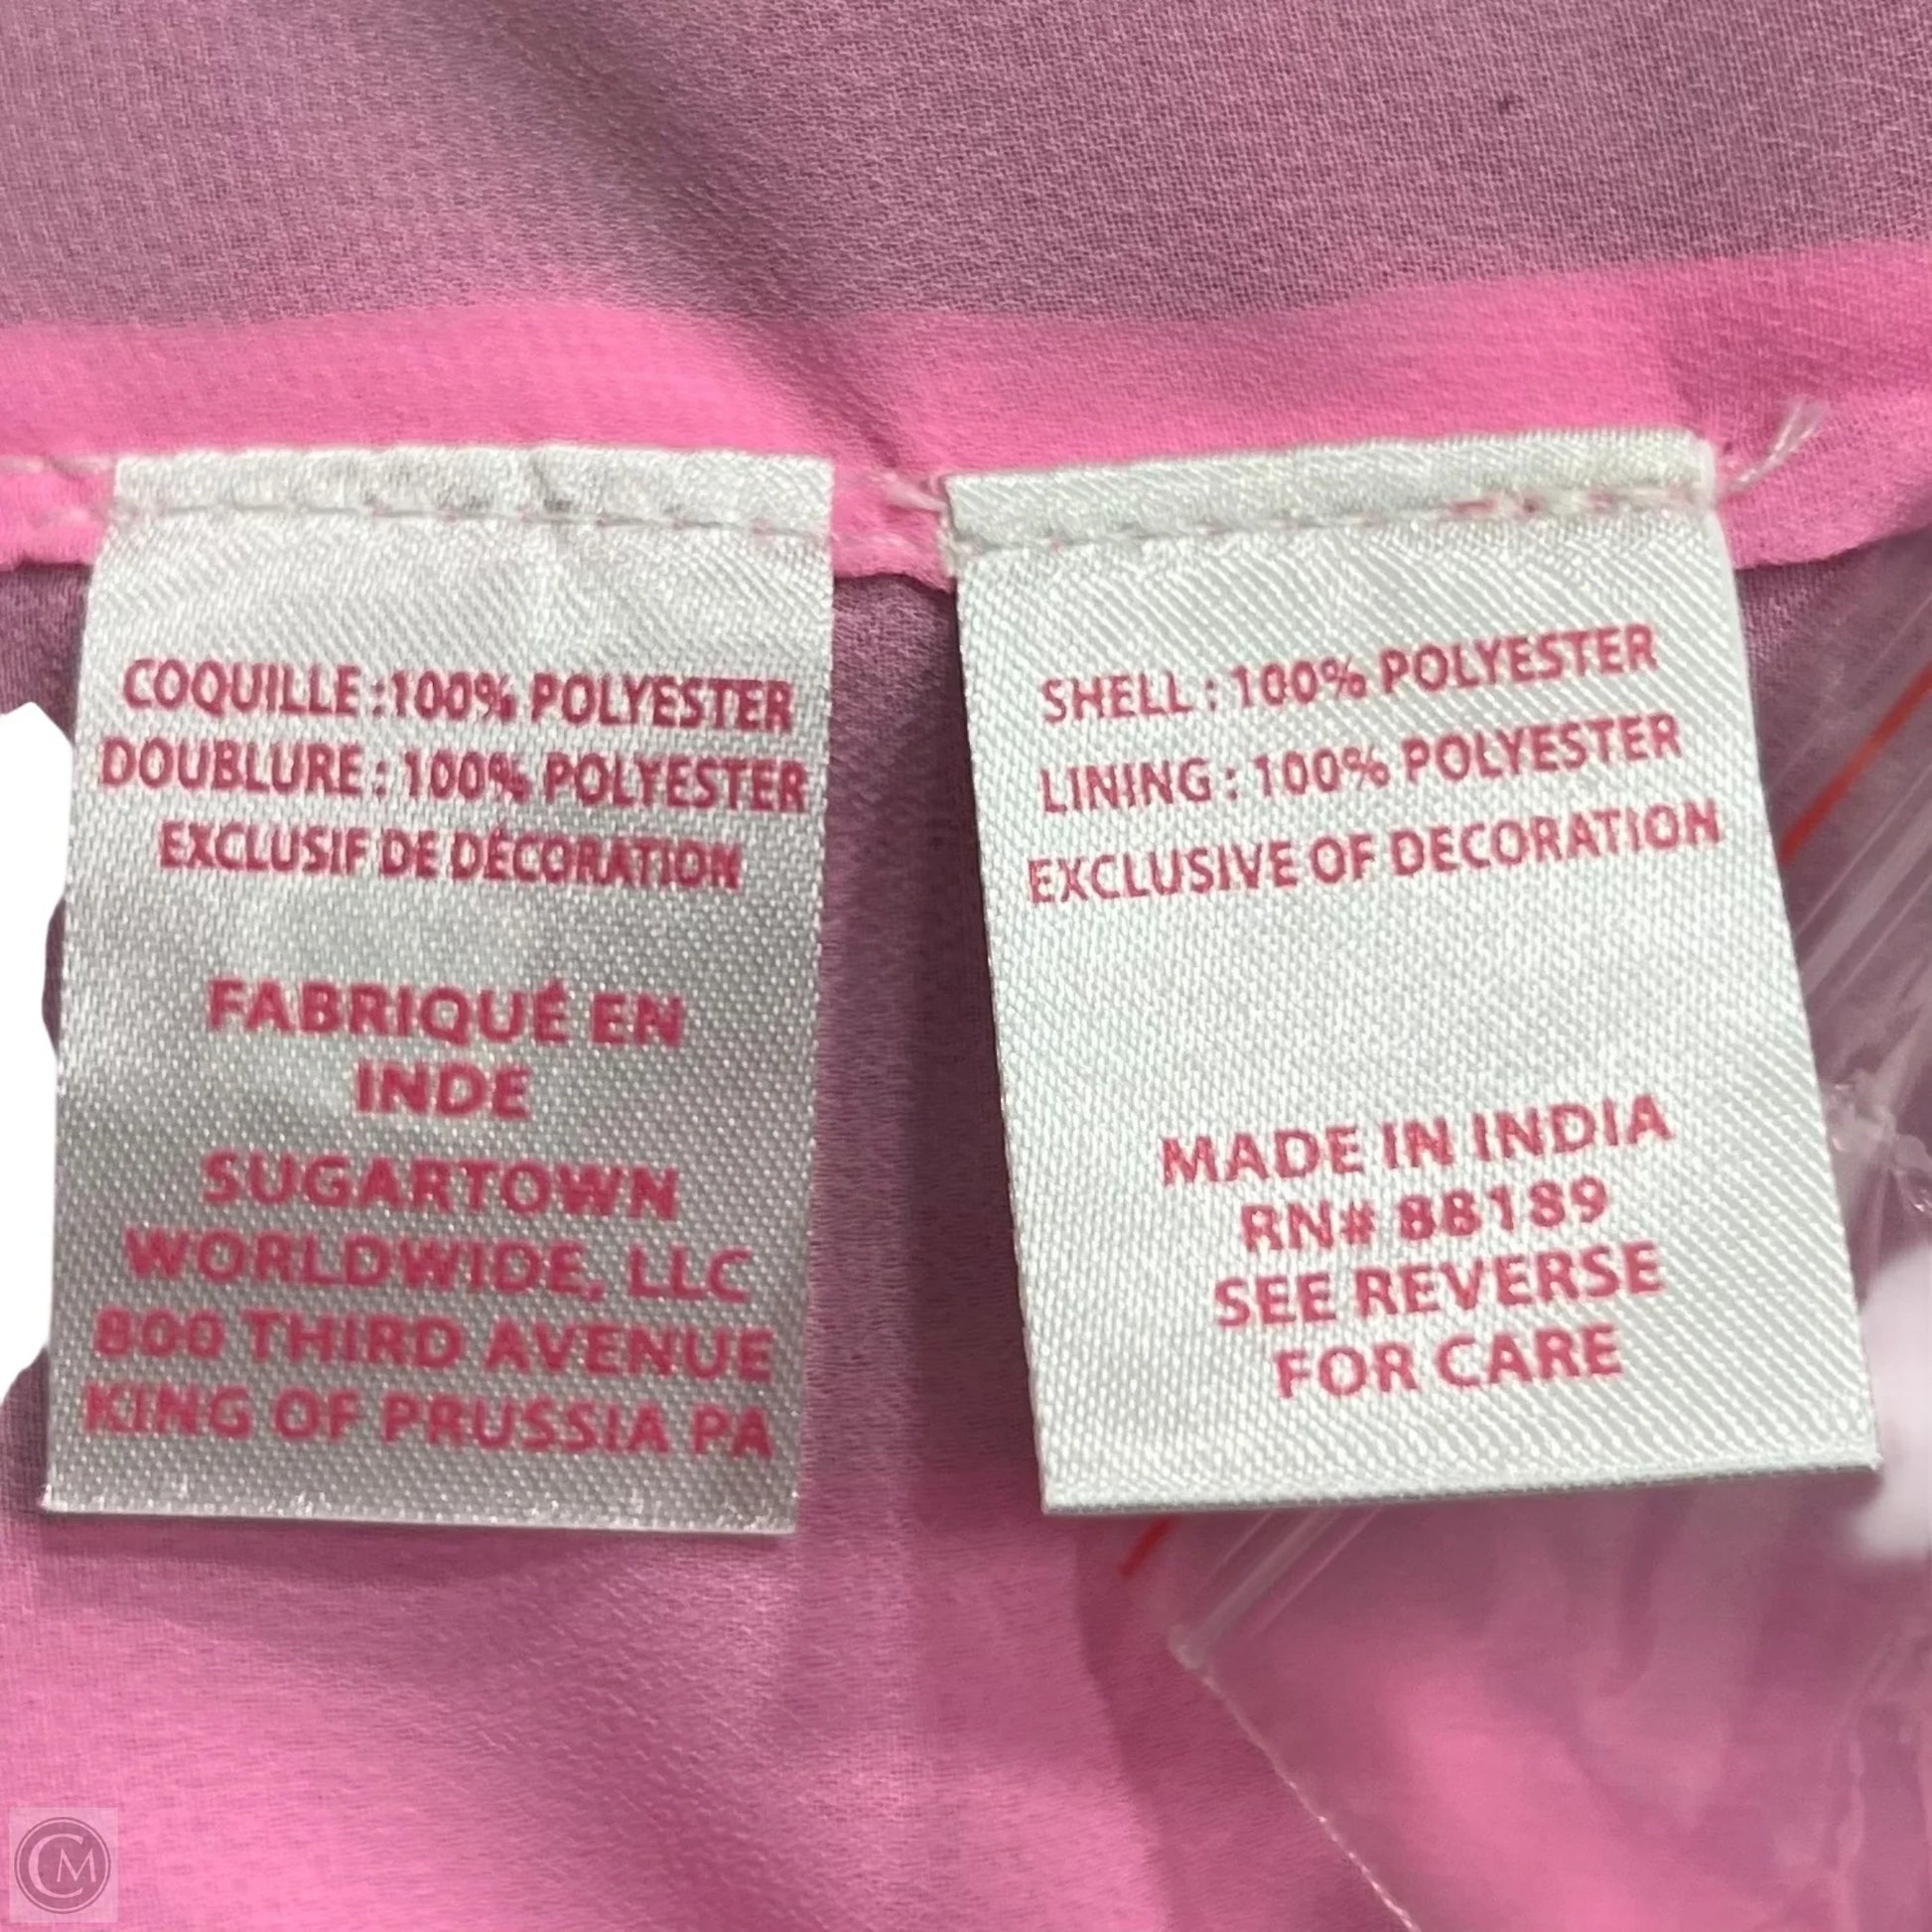 COQUILLE :100% POLYESTER
DOUBLURE : 100% POLYESTER
EXCLUSIF DE DÉCORATION
FABRIQUÉ EN
INDE
SUGARTOWN
WORLDWIDE, LLC
800 THIRD AVENUE
KING OF PRUSSIA PA
SHELL : 100% POLYESTER
LINING : 100% POLYESTER
EXCLUSIVE OF DECORATION
MADE IN INDIA
RN# 88189
SEE REVERSE
FOR CARE
CM